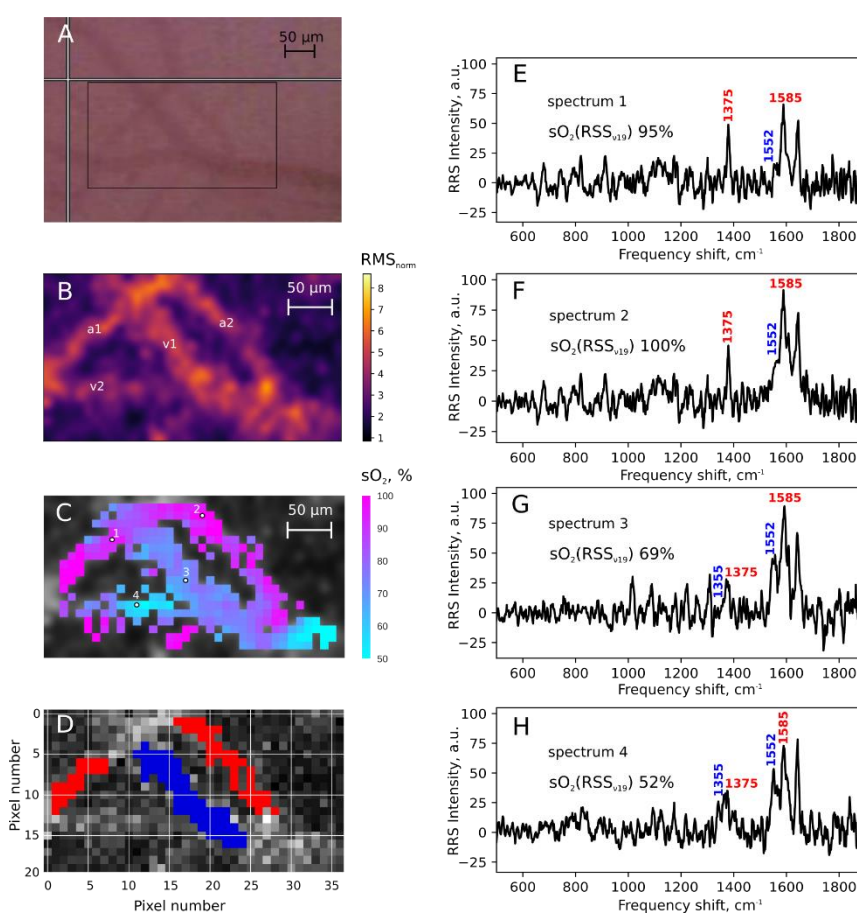 A
50 µm
B
RMSnorm
50 µm
a1
a2
v1
v2
8
7
6
5
4
3
2
1
C
sO₂, %
50 µm
1
2
3
4
100
90
80
70
60
50
D
Pixel number
0
5
10
15
20
0 5 10 15 20 25 30 35
Pixel number
E
spectrum 1
sO₂(RSSᵥ₁₉) 95%
1375
1552
1585
RRS Intensity, a.u.
100
75
50
25
0
−25
600 800 1000 1200 1400 1600 1800
Frequency shift, cm⁻¹
F
spectrum 2
sO₂(RSSᵥ₁₉) 100%
1375
1552
1585
RRS Intensity, a.u.
100
75
50
25
0
−25
600 800 1000 1200 1400 1600 1800
Frequency shift, cm⁻¹
G
spectrum 3
sO₂(RSSᵥ₁₉) 69%
1355
1375
1552
1585
RRS Intensity, a.u.
100
75
50
25
0
−25
600 800 1000 1200 1400 1600 1800
Frequency shift, cm⁻¹
H
spectrum 4
sO₂(RSSᵥ₁₉) 52%
1355
1375
1552
1585
RRS Intensity, a.u.
100
75
50
25
0
−25
600 800 1000 1200 1400 1600 1800
Frequency shift, cm⁻¹